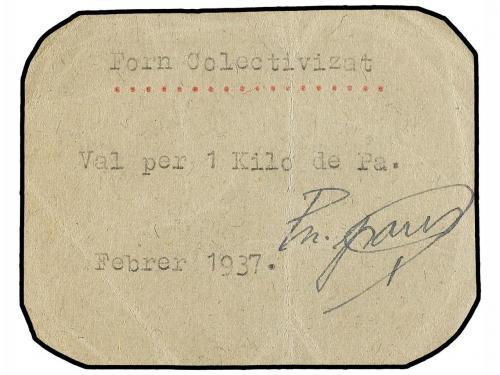 Forn Colectivizat
Val per 1 Kilo de Pa.
Febrer 1937.